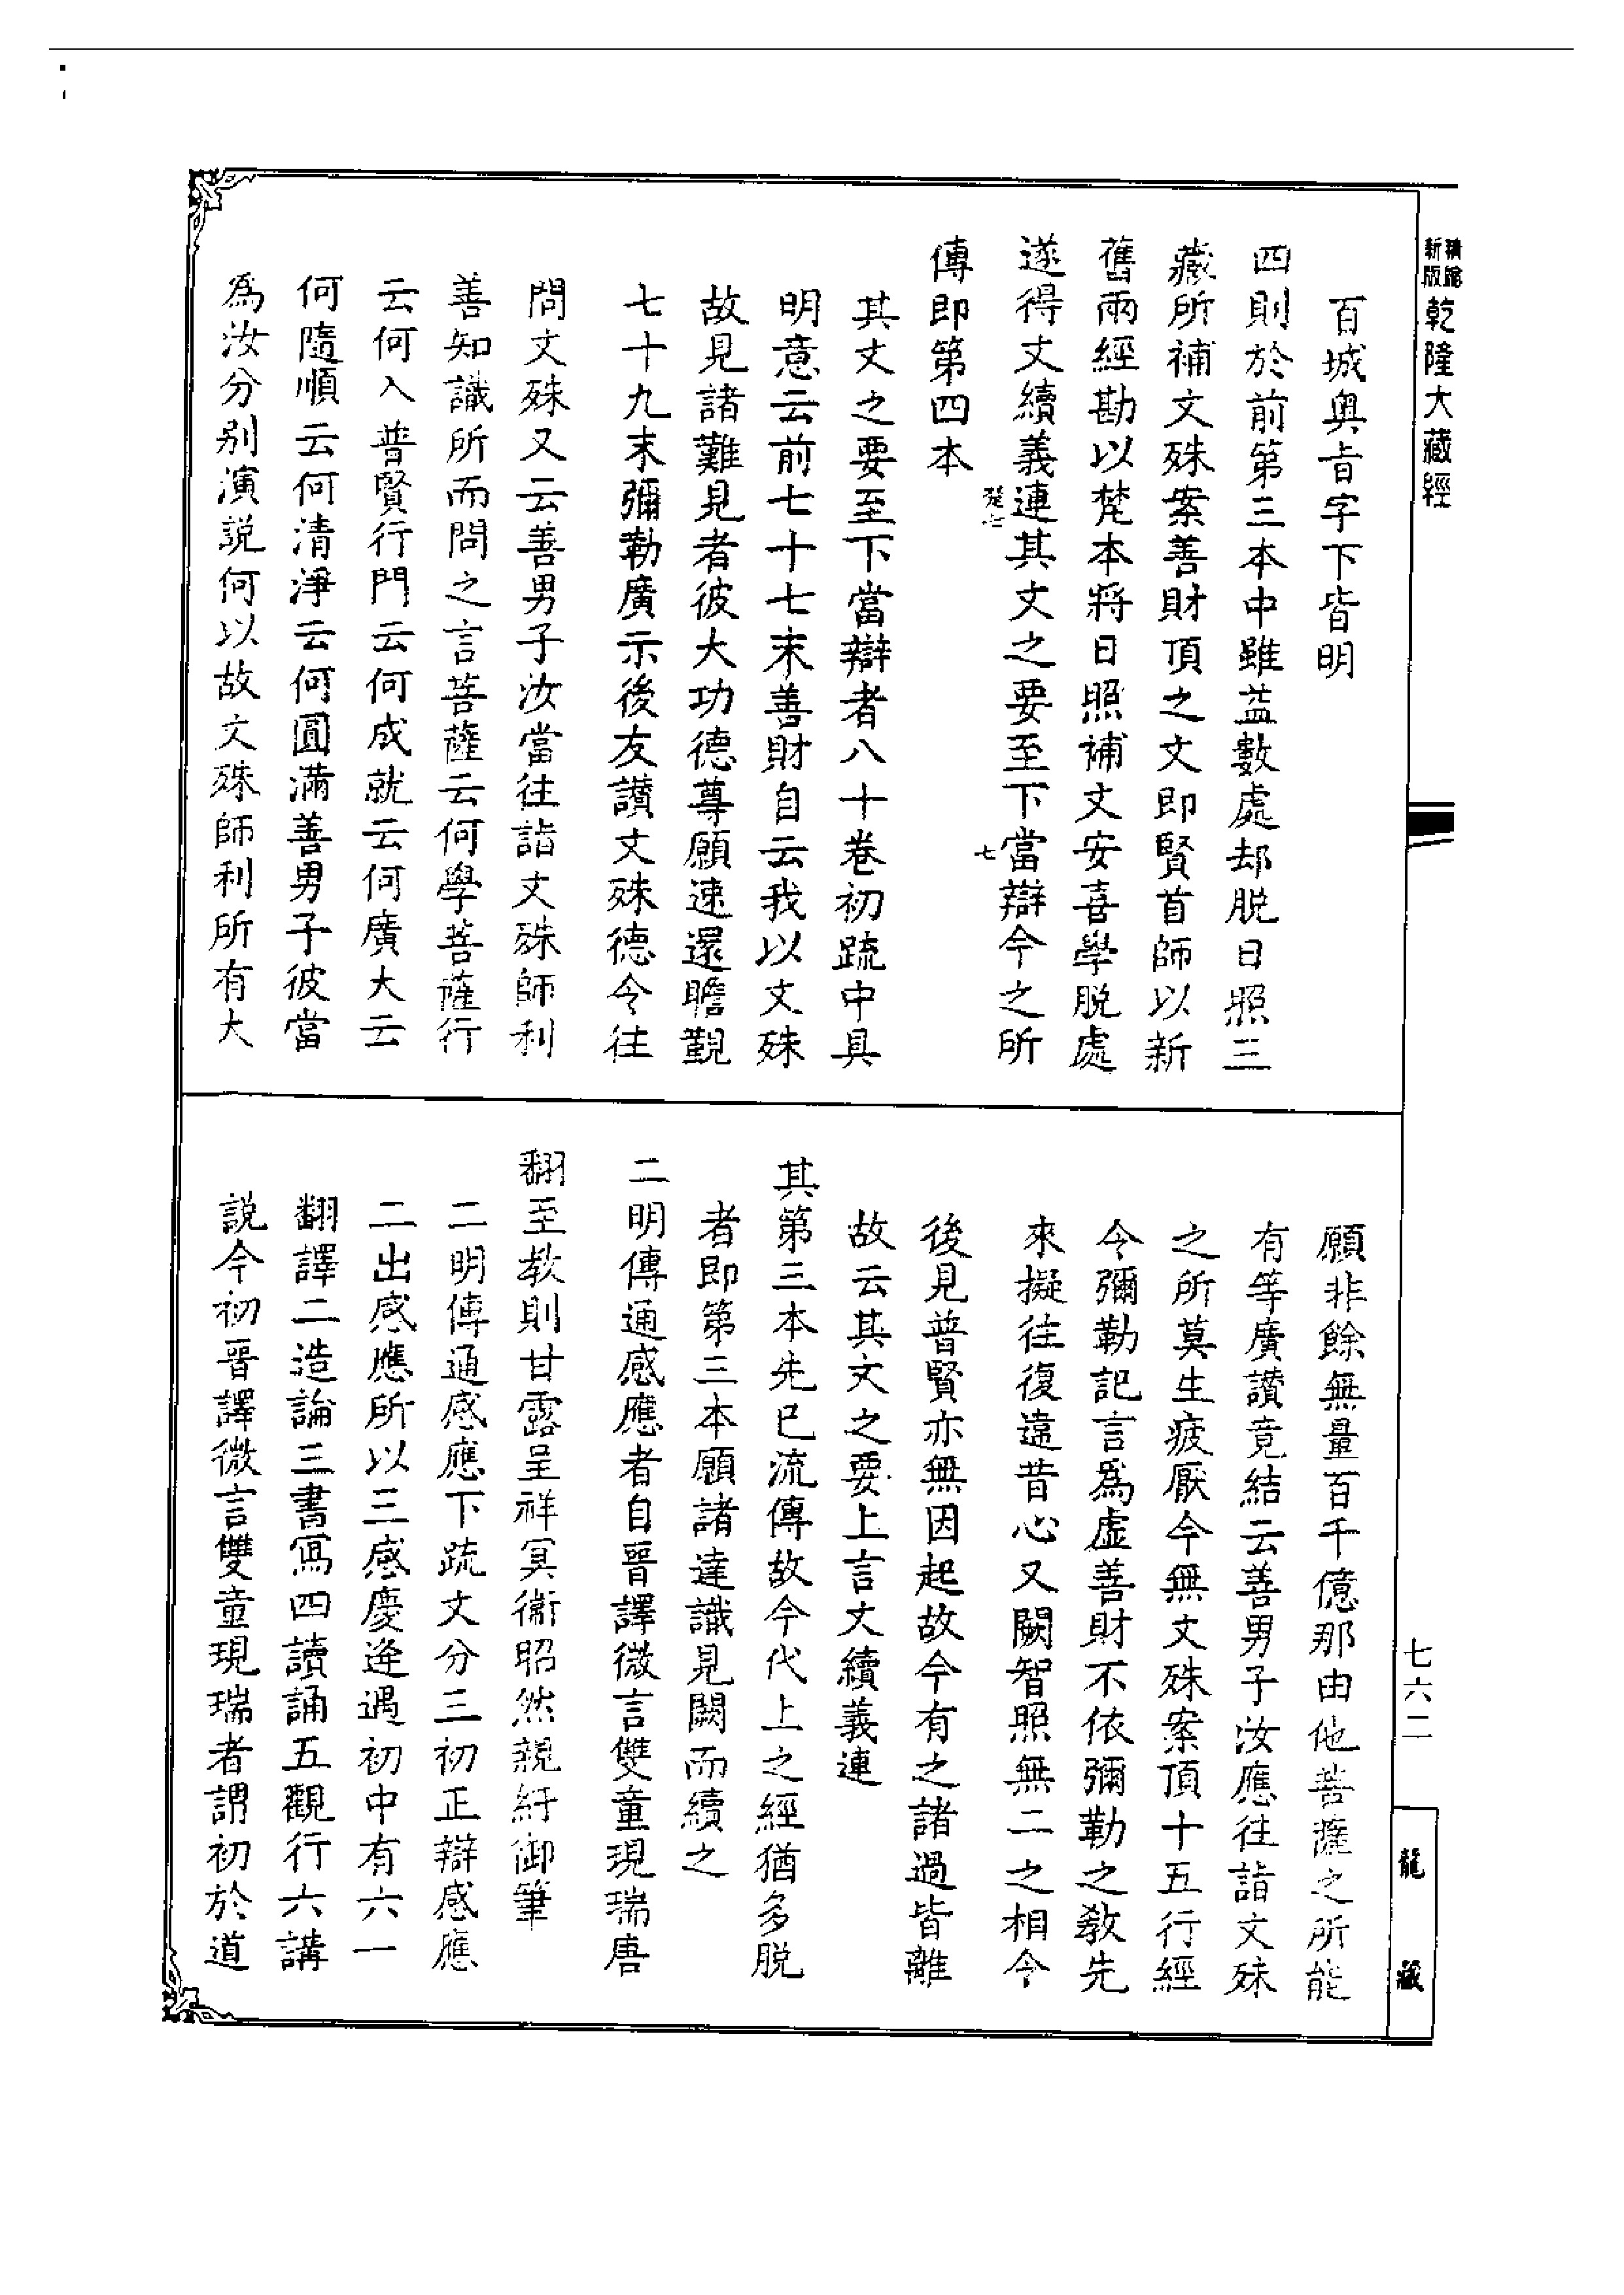 新版
精縮
乾隆大藏經
百城奥旨字下皆明
四則於前第三本中雖益數處却脱日照三
藏所補文殊案善財頂之文即賢首師以新
舊兩經勘以梵本將日照補文安喜學脱處
遂得文續義連其文之要至下當辯今之所
楚七
七
傳即第四本
其文之要至下當辯者八十卷初疏中具
明意云前七十七末善財自云我以文殊
故見諸難見者彼大功德尊願速還瞻覲
七十九末彌勒廣示後友讃文殊德令往
問文殊又云善男子汝當往詣文殊師利
善知識所而問之言菩薩云何學菩薩行
云何入普賢行門云何成就云何廣大云
何隨順云何清淨云何圓滿善男子彼當
爲汝分别演説何以故文殊師利所有大
願非餘無量百千億那由他菩薩之所能
有等廣讃竟結云善男子汝應往詣文殊
之所莫生疲厭今無文殊案頂十五行經
令彌勒記言爲虚善財不依彌勒之教先
來擬往復違昔心又闕智照無二之相令
後見普賢亦無因起故今有之諸過皆離
故云其文之要上言文續義連
其第三本先已流傳故今代上之經猶多脱
者即第三本願諸達識見闕而續之
二明傳通感應者自晋譯微言雙童現瑞唐
翻至教則甘露呈祥冥衞昭然親紆御筆
二明傳通感應下疏文分三初正辯感應
二出感應所以三感慶逢遇初中有六一
翻譯二造論三書寫四讀誦五觀行六講
説今初晋譯微言雙童現瑞者謂初於道
七六二
龍藏